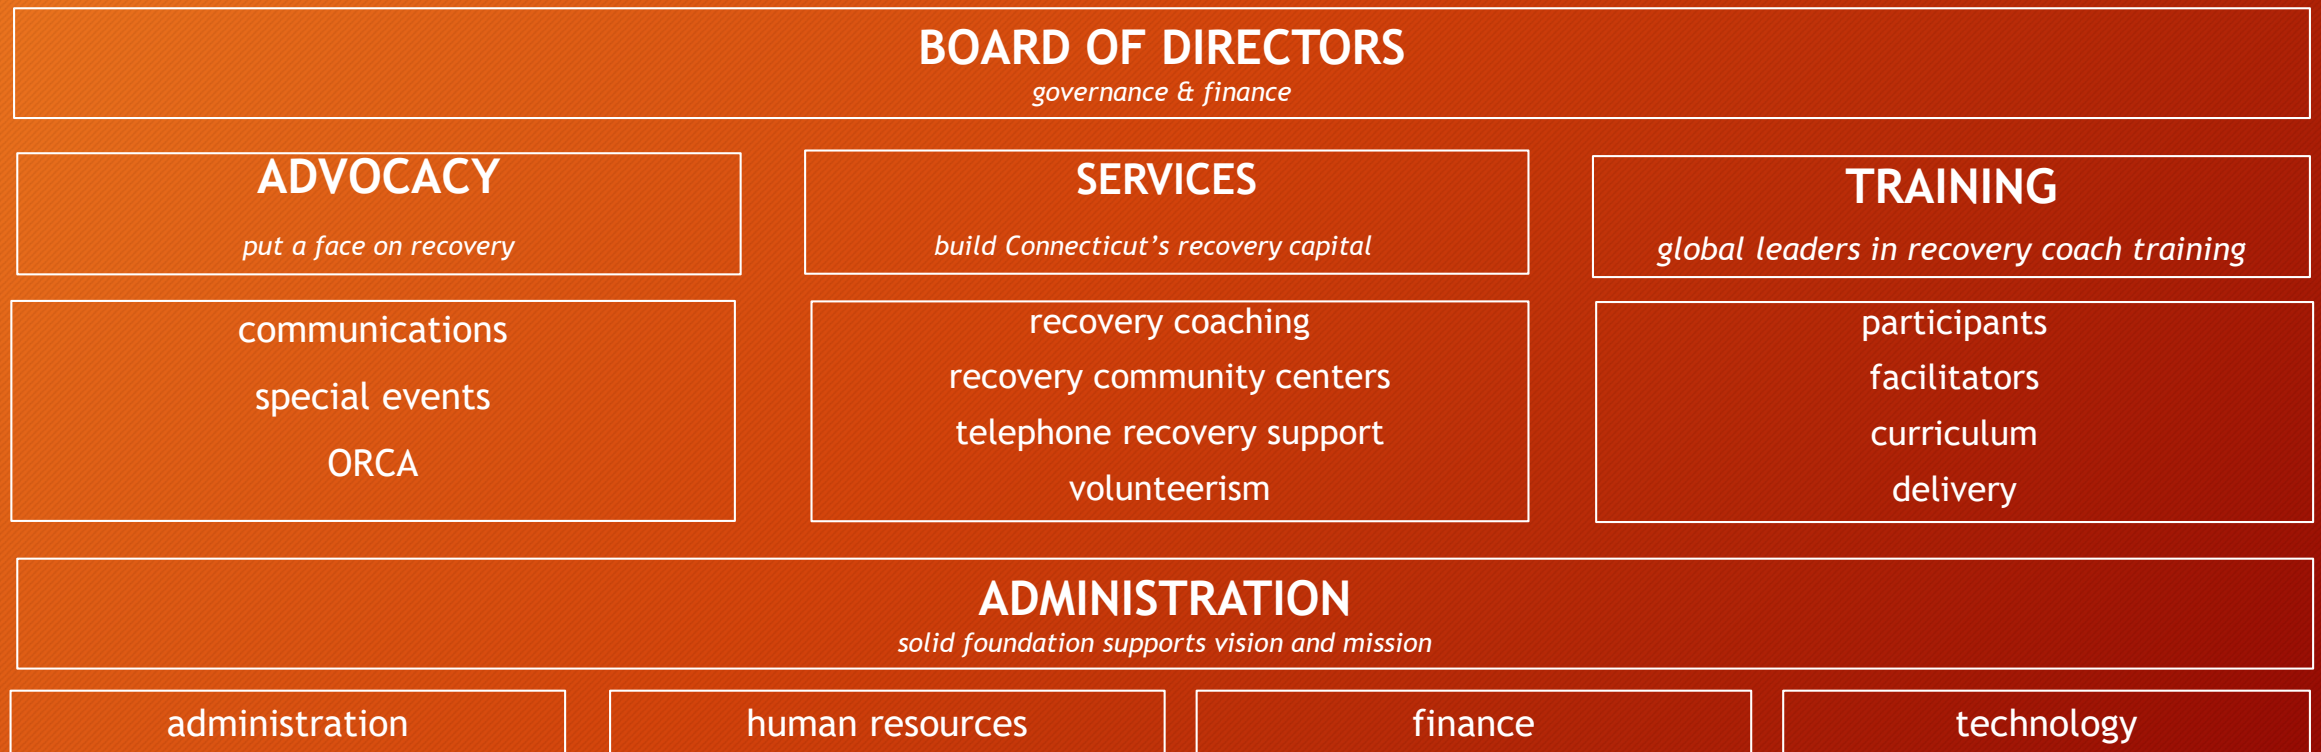 BOARD OF DIRECTORS
governance & finance
ADVOCACY
put a face on recovery
communications
special events
ORCA
SERVICES
build Connecticut’s recovery capital
recovery coaching
recovery community centers
telephone recovery support
volunteerism
TRAINING
global leaders in recovery coach training
participants
facilitators
curriculum
delivery
ADMINISTRATION
solid foundation supports vision and mission
administration
human resources
finance
technology